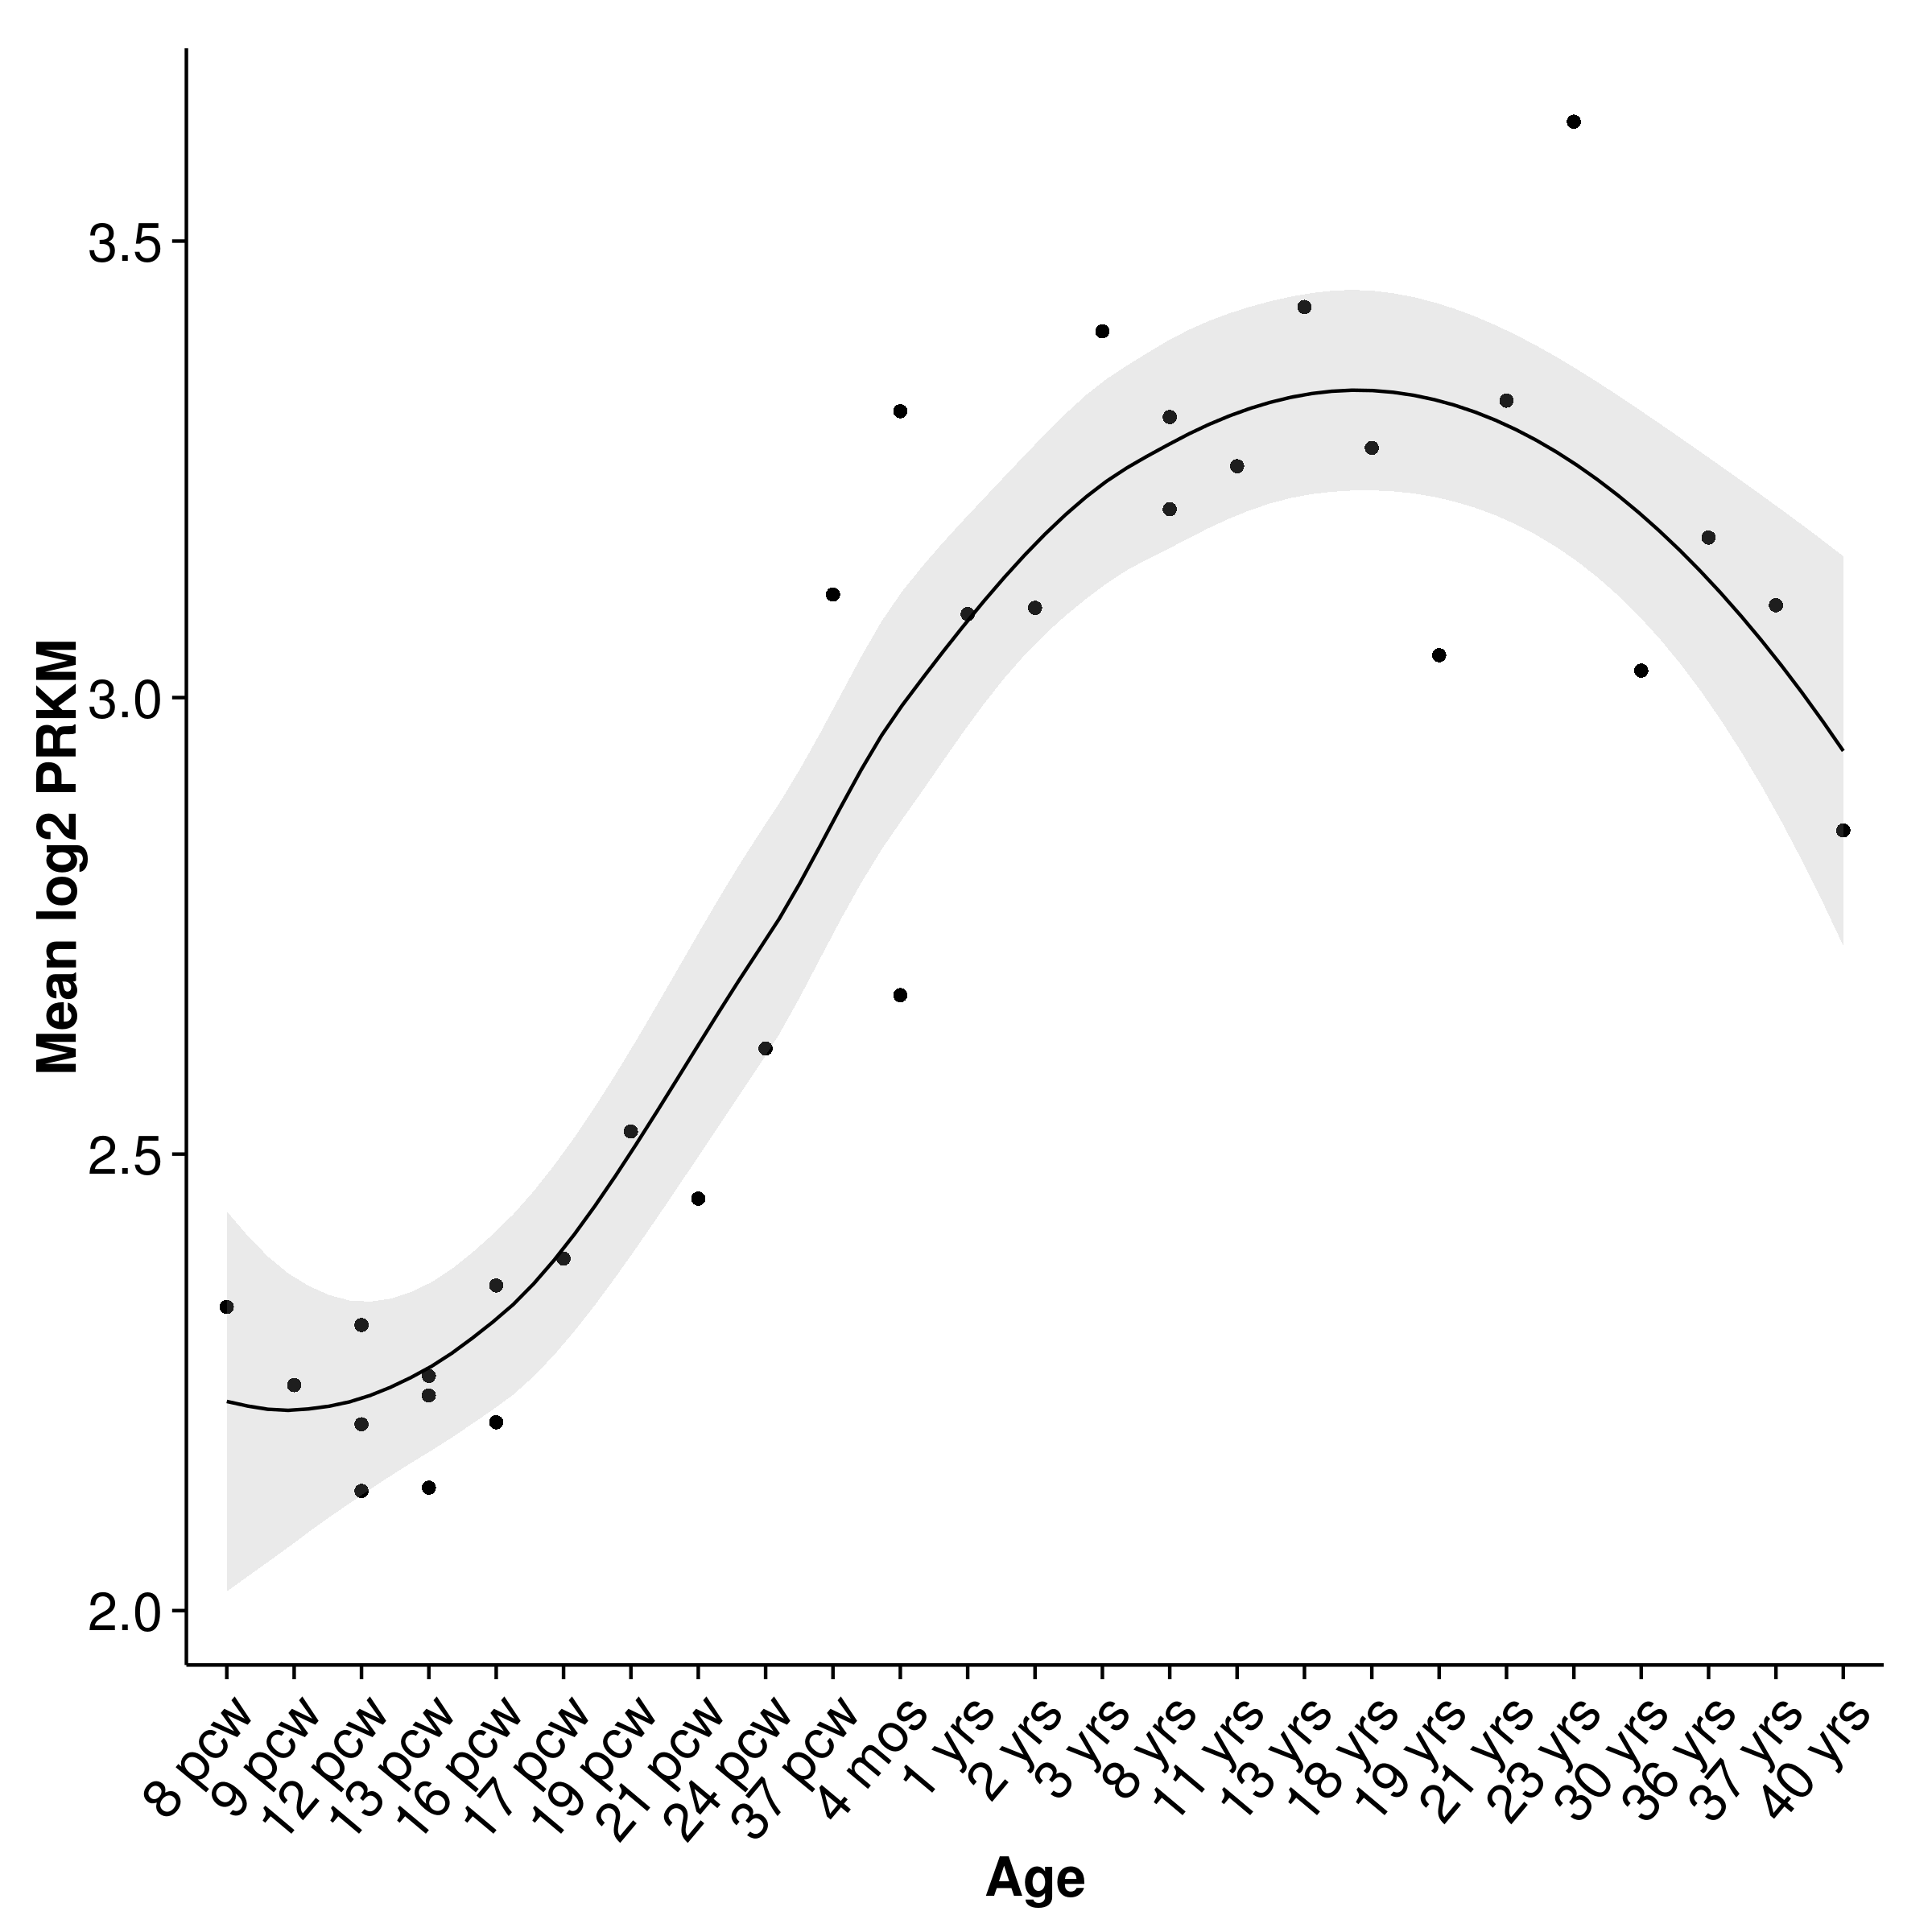 Mean log2 PRKM
3.5
3.0
2.5
2.0
8 pcw
9 pcw
12 pcw
13 pcw
16 pcw
17 pcw
19 pcw
21 pcw
24 pcw
37 pcw
4 mos
1 yrs
2 yrs
3 yrs
8 yrs
11 yrs
13 yrs
18 yrs
19 yrs
21 yrs
23 yrs
30 yrs
36 yrs
37 yrs
40 yrs
Age